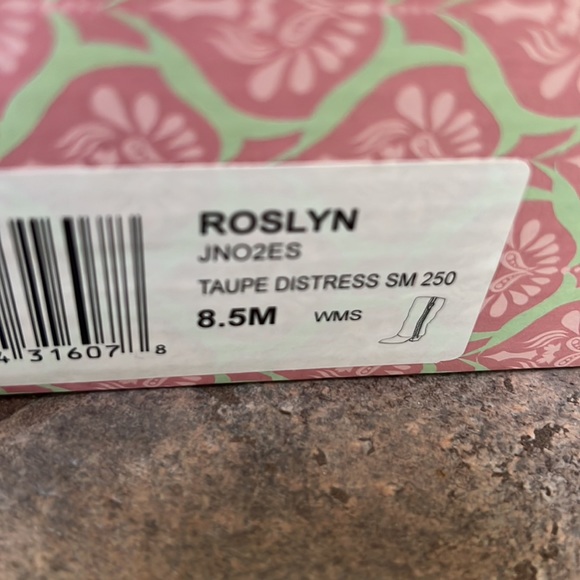 ROSLYN
JNO2ES
TAUPE DISTRESS SM 250
8.5M WMS
4 31607 8